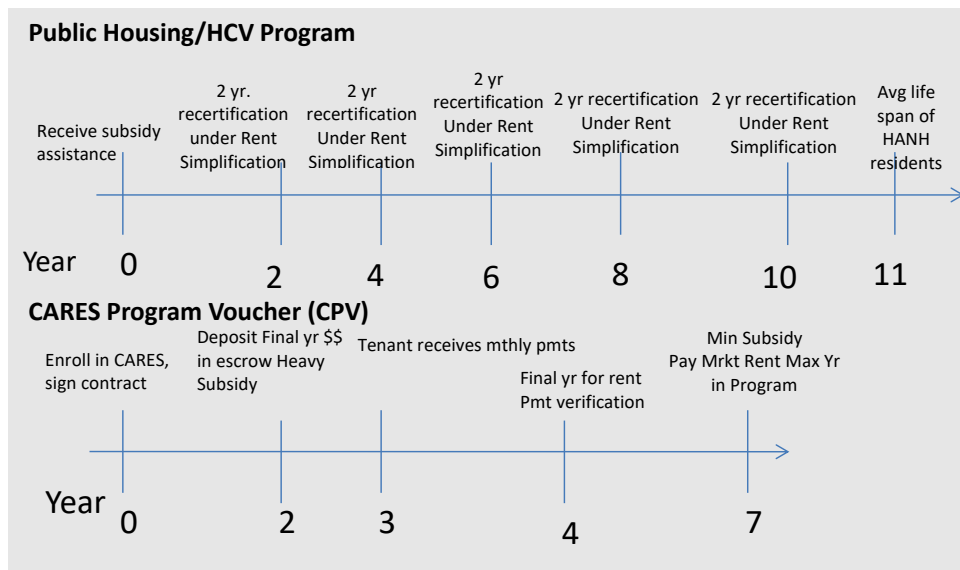 Public Housing/HCV Program
Receive subsidy
assistance
2 yr.
recertification
under Rent
Simplification
2 yr
recertification
Under Rent
Simplification
2 yr
recertification
Under Rent
Simplification
2 yr recertification
Under Rent
Simplification
2 yr recertification
Under Rent
Simplification
Avg life
span of
HANH
residents
Year 0 2 4 6 8 10 11
CARES Program Voucher (CPV)
Enroll in CARES,
sign contract
Deposit Final yr $$
in escrow Heavy
Subsidy
Tenant receives mthly pmts
Final yr for rent
Pmt verification
Min Subsidy
Pay Mrkt Rent Max Yr
in Program
Year 0 2 3 4 7